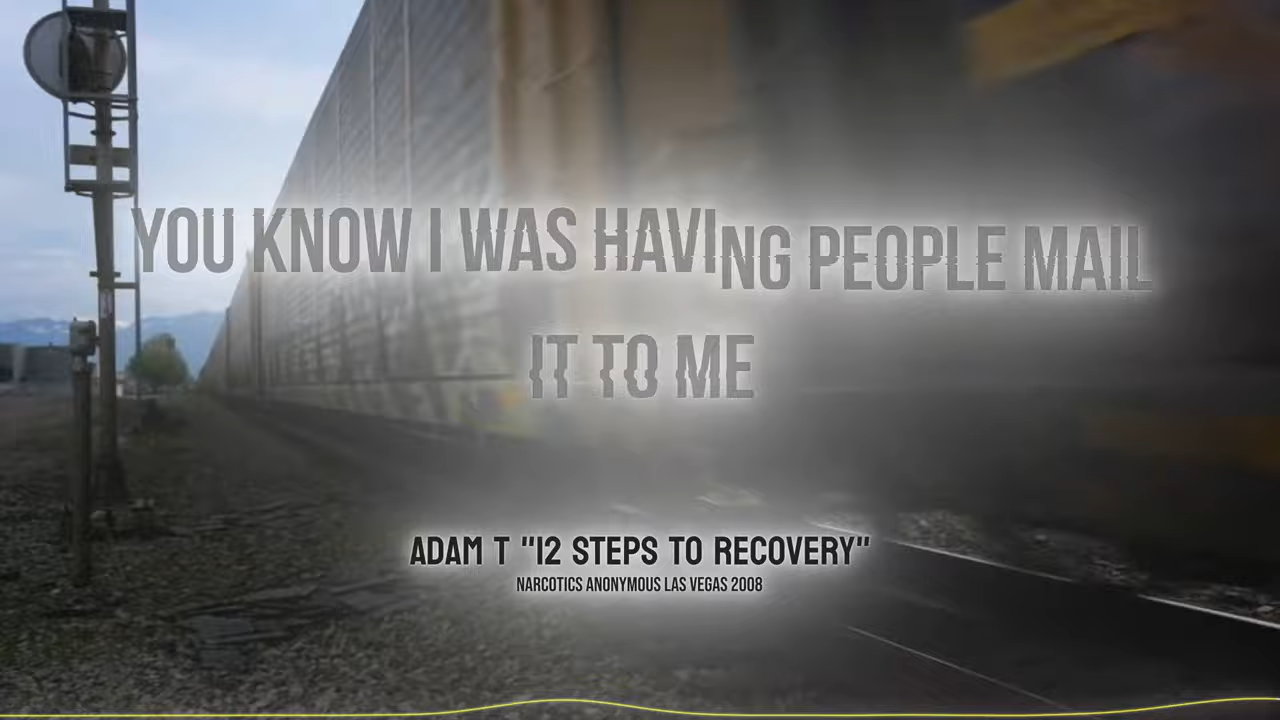 YOU KNOW I WAS HAVING PEOPLE MAIL
IT TO ME
ADAM T "12 STEPS TO RECOVERY"
NARCOTICS ANONYMOUS LAS VEGAS 2008